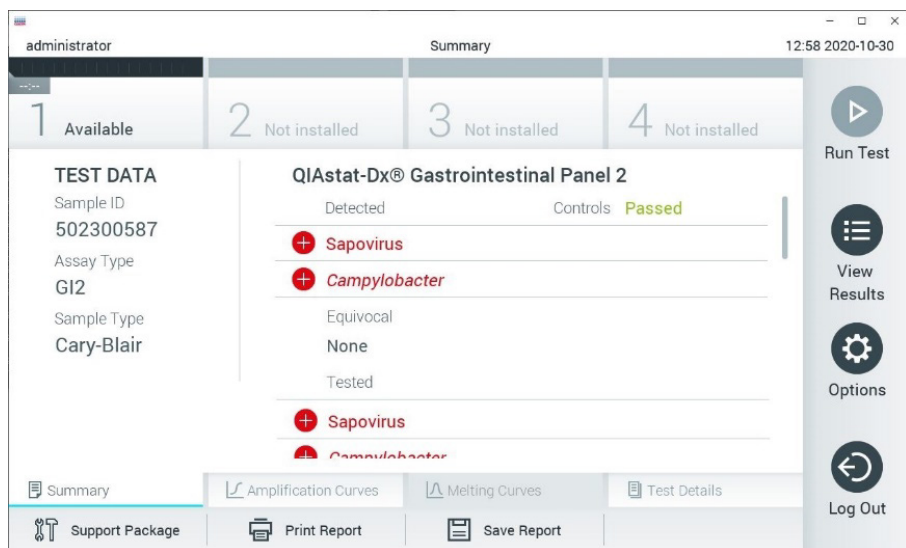 administrator
Summary
12:58 2020-10-30
--:--
1 Available
2 Not installed
3 Not installed
4 Not installed
Run Test
View
Results
Options
Log Out
TEST DATA
Sample ID
502300587
Assay Type
GI2
Sample Type
Cary-Blair
QIAstat-Dx® Gastrointestinal Panel 2
Detected
Controls Passed
Sapovirus
Campylobacter
Equivocal
None
Tested
Sapovirus
Campylobacter
Summary
Amplification Curves
Melting Curves
Test Details
Support Package
Print Report
Save Report